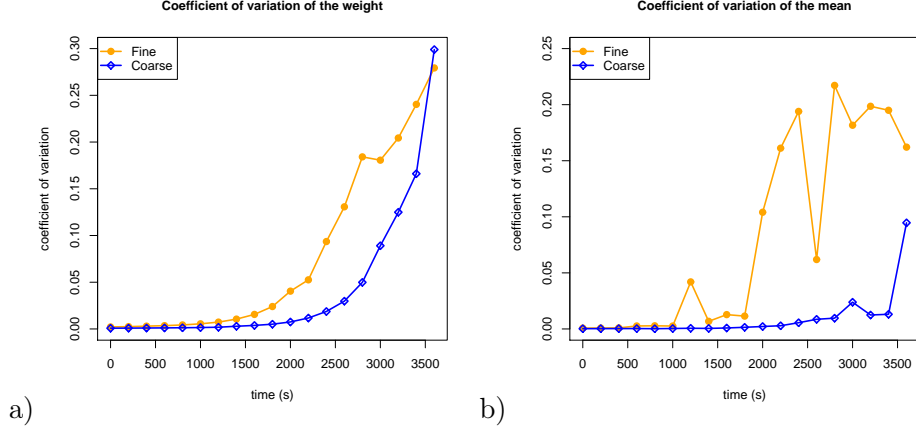 Coefficient of variation of the weight
Fine
Coarse
coefficient of variation
0.30
0.25
0.20
0.15
0.10
0.05
0.00
0 500 1000 1500 2000 2500 3000 3500
time (s)
a)
Coefficient of variation of the mean
Fine
Coarse
coefficient of variation
0.25
0.20
0.15
0.10
0.05
0.00
0 500 1000 1500 2000 2500 3000 3500
time (s)
b)